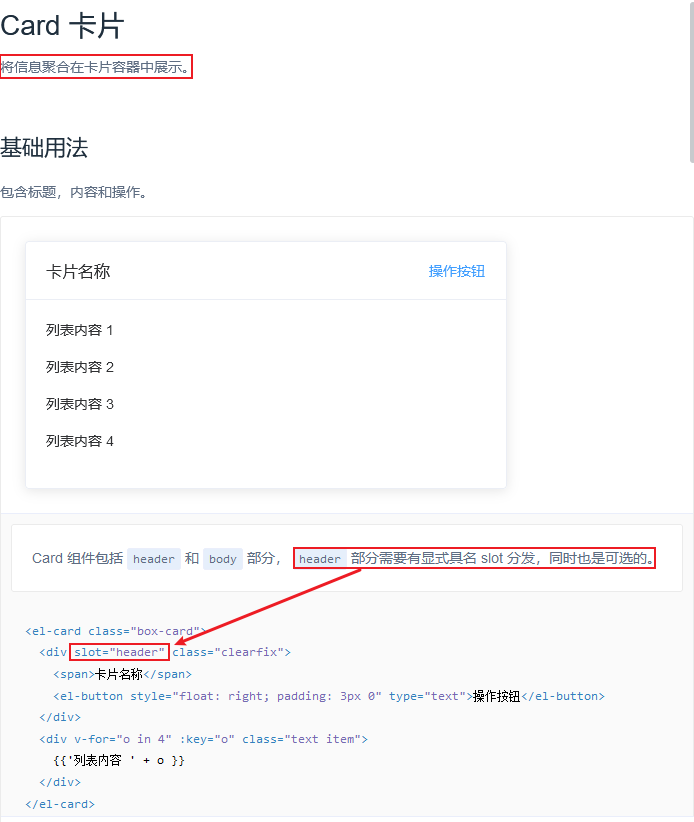 Card 卡片
将信息聚合在卡片容器中展示。
基础用法
包含标题，内容和操作。
卡片名称 操作按钮
列表内容 1
列表内容 2
列表内容 3
列表内容 4
Card 组件包括 header 和 body 部分， header 部分需要有显式具名 slot 分发，同时也是可选的。
<el-card class="box-card">
  <div slot="header" class="clearfix">
    <span>卡片名称</span>
    <el-button style="float: right; padding: 3px 0" type="text">操作按钮</el-button>
  </div>
  <div v-for="o in 4" :key="o" class="text item">
    {{'列表内容 ' + o }}
  </div>
</el-card>